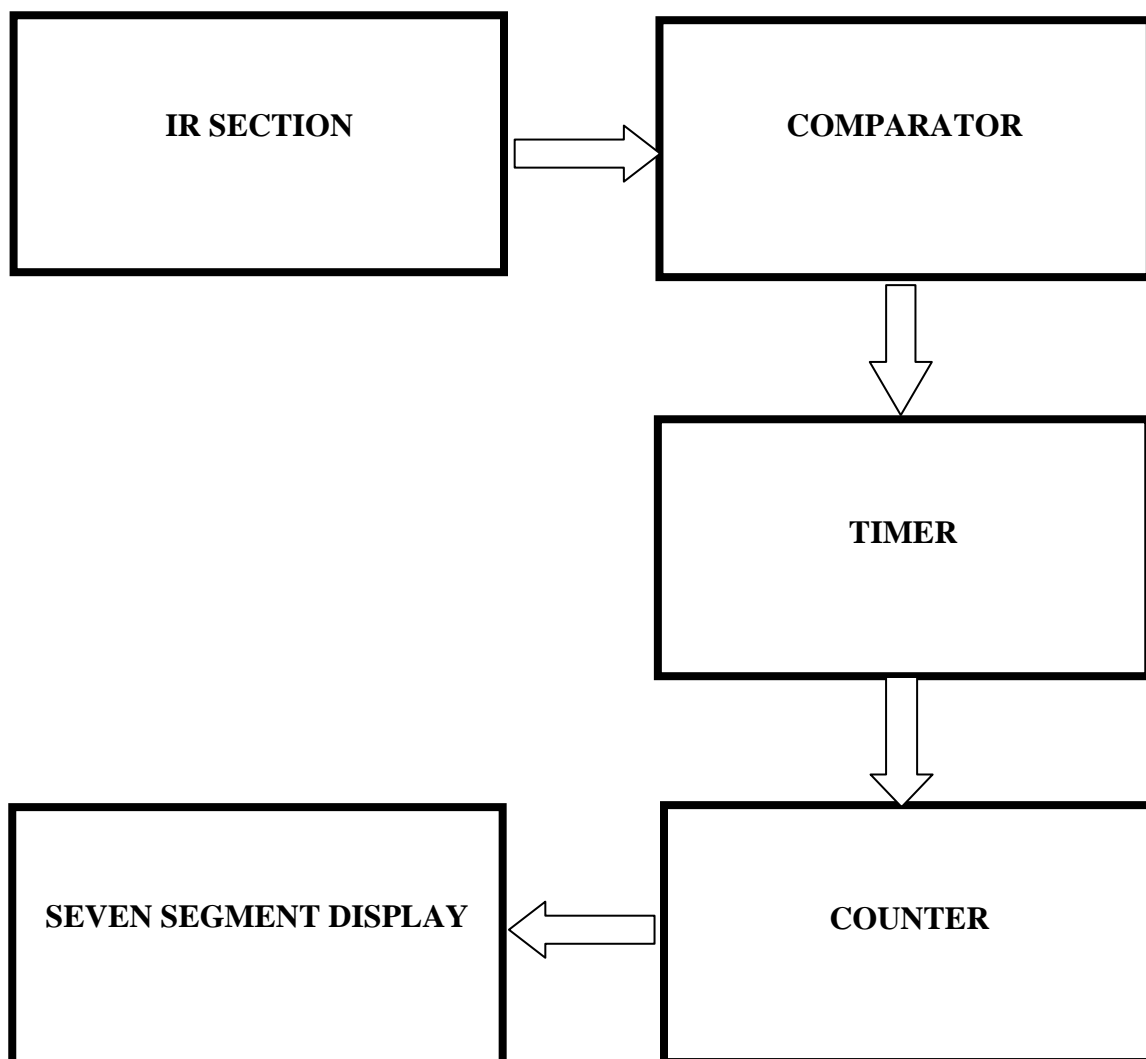 IR SECTION
COMPARATOR
TIMER
SEVEN SEGMENT DISPLAY
COUNTER